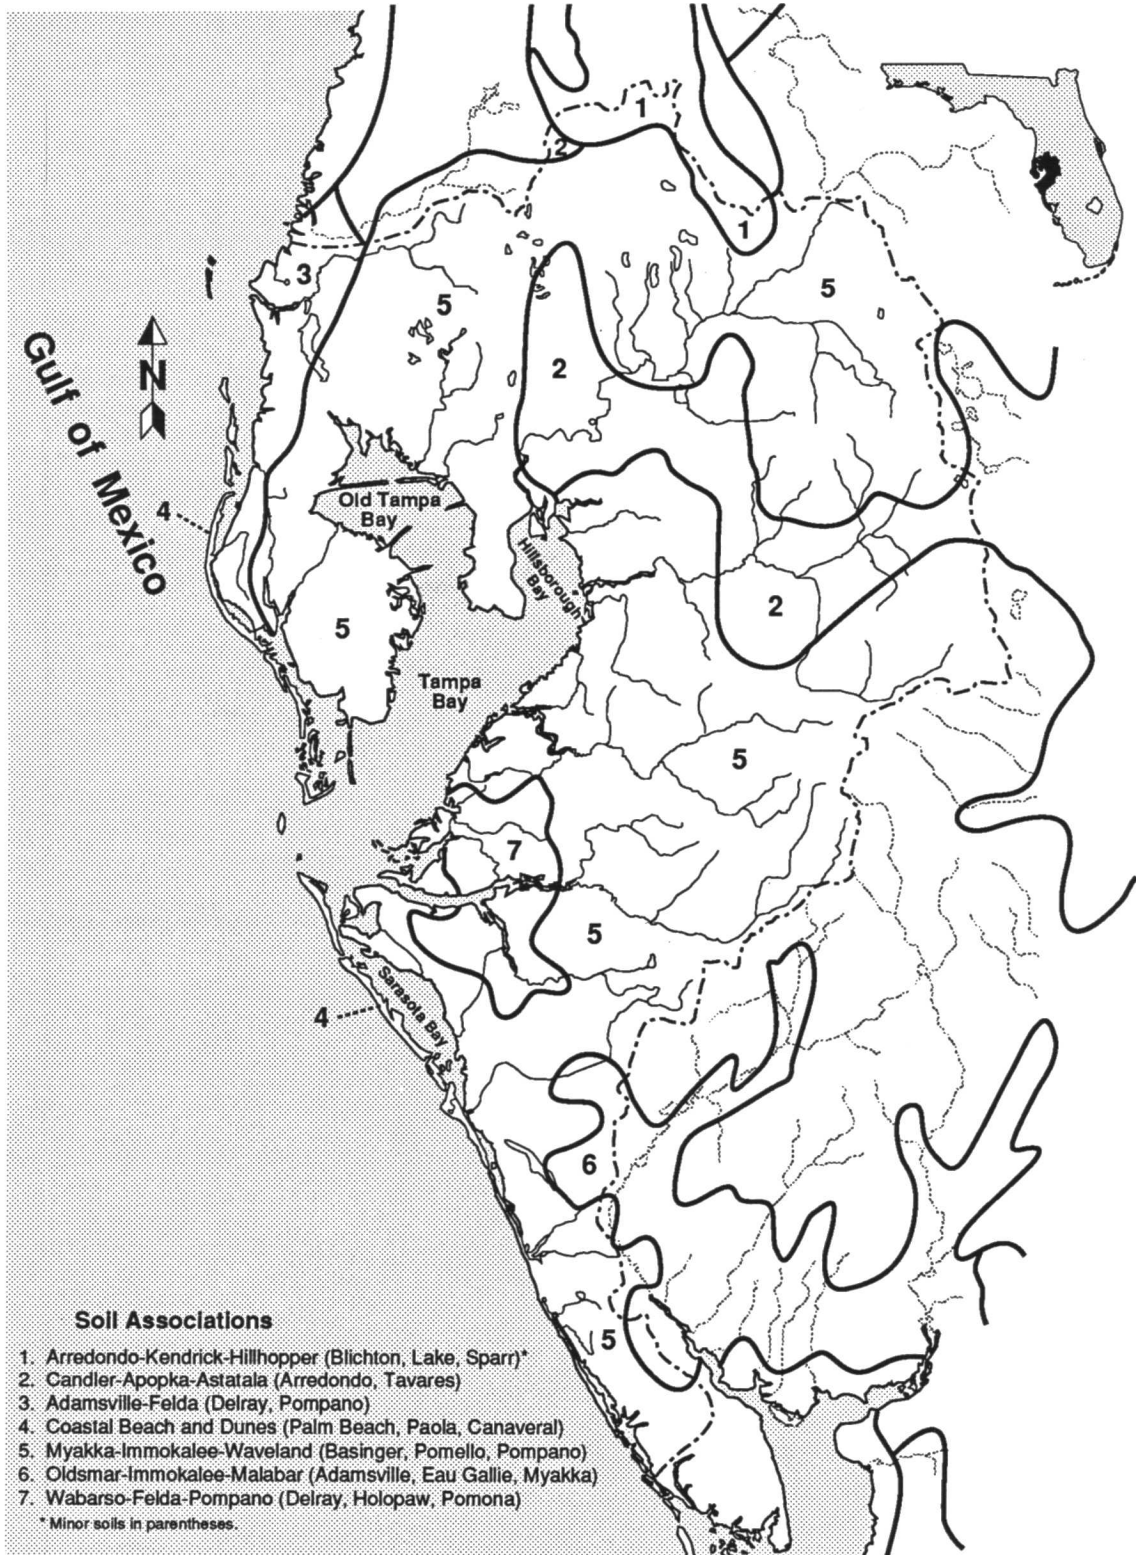 1
2
1
3
5
5
2
N
Gulf of Mexico
4
Old Tampa
Bay
Hillsborough
Bay
5
2
Tampa
Bay
5
7
5
Sarasota Bay
4
6
5
Soil Associations
1. Arredondo-Kendrick-Hillhopper (Blichton, Lake, Sparr)*
2. Candler-Apopka-Astatala (Arredondo, Tavares)
3. Adamsville-Felda (Delray, Pompano)
4. Coastal Beach and Dunes (Palm Beach, Paola, Canaveral)
5. Myakka-Immokalee-Waveland (Basinger, Pomello, Pompano)
6. Oldsmar-Immokalee-Malabar (Adamsville, Eau Gallie, Myakka)
7. Wabarso-Felda-Pompano (Delray, Holopaw, Pomona)
* Minor soils in parentheses.